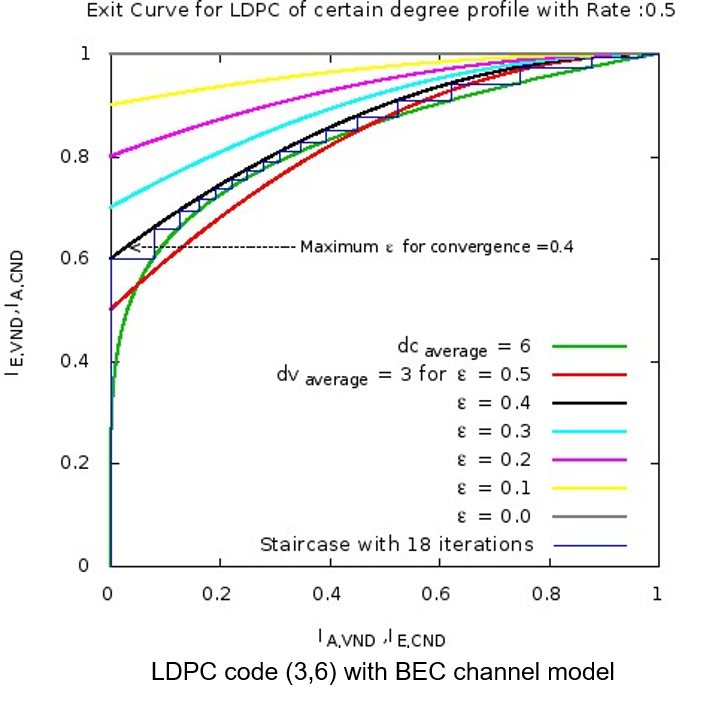 Exit Curve for LDPC of certain degree profile with Rate :0.5
1
0.8
0.6
0.4
0.2
0
I E,VND,I A,CND
Maximum ε for convergence =0.4
dc average = 6
dv average = 3 for ε = 0.5
ε = 0.4
ε = 0.3
ε = 0.2
ε = 0.1
ε = 0.0
Staircase with 18 iterations
0 0.2 0.4 0.6 0.8 1
I A,VND ,I E,CND
LDPC code (3,6) with BEC channel model